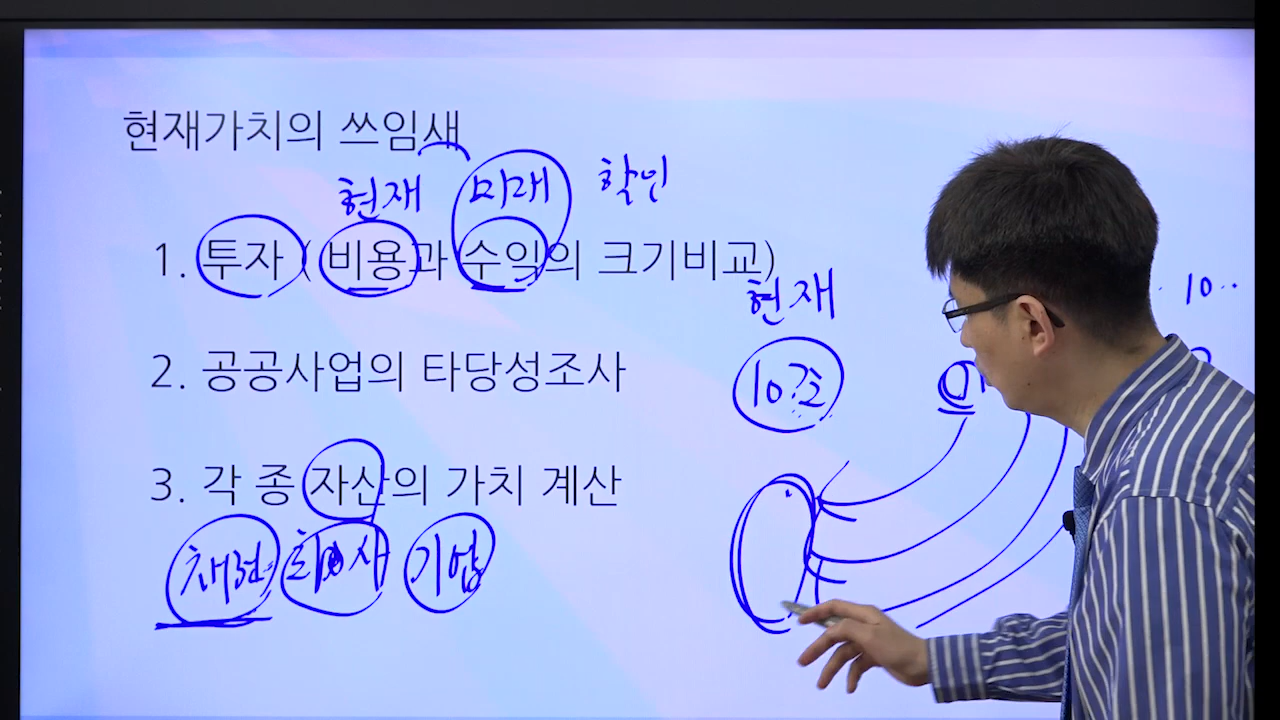 현재가치의 쓰임새
현재 미래 할인
1. 투자 ( 비용과 수익의 크기비교)
현재
10..
2. 공공사업의 타당성조사
10조
3. 각 종 자산의 가치 계산
채권 회사 기업